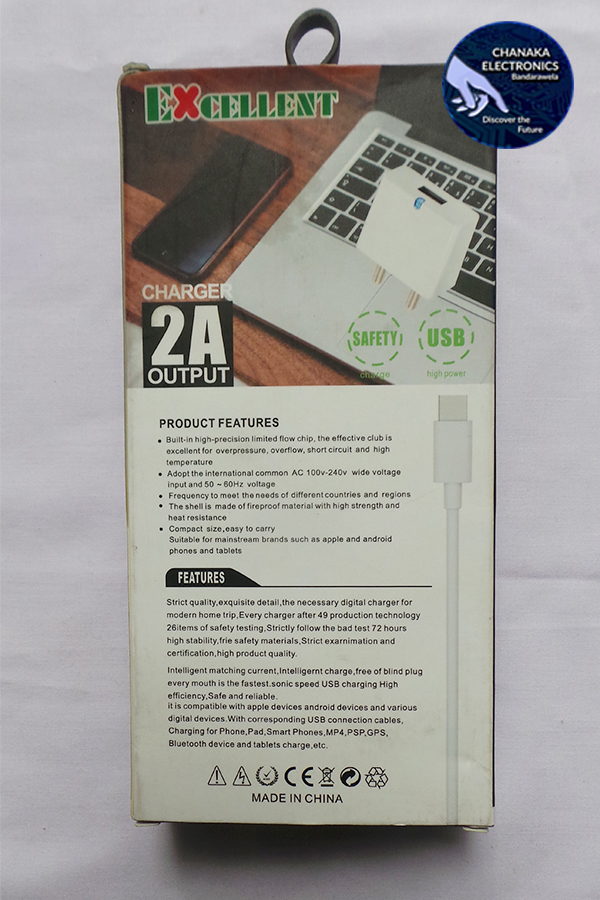 CHANAKA
ELECTRONICS
Bandarawela
Discover the
Future
EXCELLENT
CHARGER
2A
OUTPUT
SAFETY
charge
USB
high power
PRODUCT FEATURES
• Built-in high-precision limited flow chip, the effective club is
excellent for overpressure, overflow, short circuit and high
temperature
• Adopt the international common AC 100v-240v wide voltage
input and 50 ~ 60Hz voltage
• Frequency to meet the needs of different countries and regions
• The shell is made of fireproof material with high strength and
heat resistance
• Compact size,easy to carry
Suitable for mainstream brands such as apple and android
phones and tablets
FEATURES
Strict quality,exquisite detail,the necessary digital charger for
modern home trip,Every charger after 49 production technology
26items of safety testing,Strictly follow the bad test 72 hours
high stability,frie safety materials,Strict exarnimation and
certification,high product quality.
Intelligent matching current,Intelligernt charge,free of blind plug
every mouth is the fastest.sonic speed USB charging High
efficiency,Safe and reliable.
it is compatible with apple devices android devices and various
digital devices.With corresponding USB connection cables,
Charging for Phone,Pad,Smart Phones,MP4,PSP,GPS,
Bluetooth device and tablets charge,etc.
CE
MADE IN CHINA